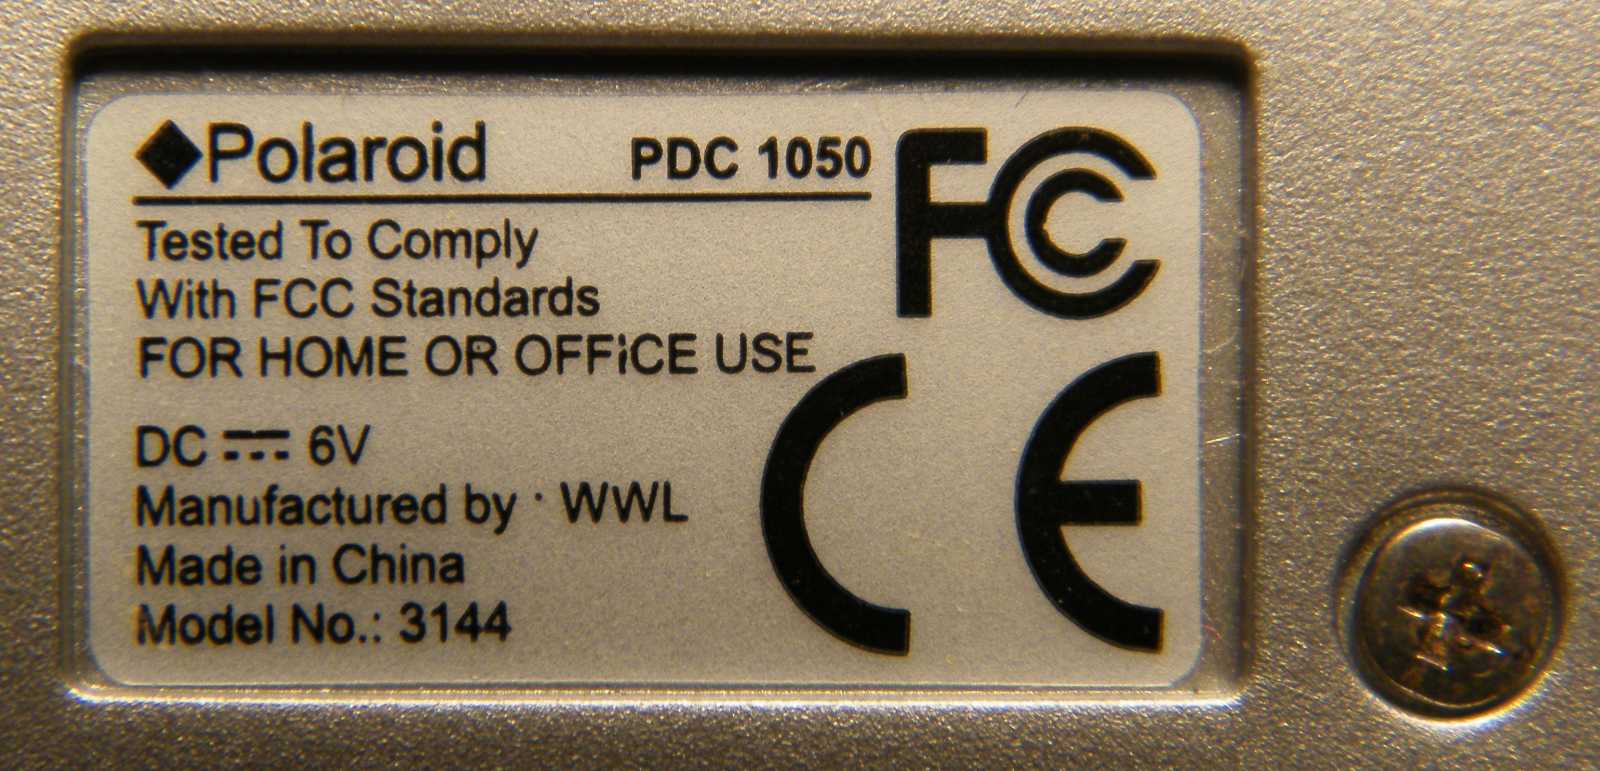 Polaroid PDC 1050 FC
Tested To Comply
With FCC Standards
FOR HOME OR OFFiCE USE
DC 6V
Manufactured by · WWL
Made in China
Model No.: 3144
CE